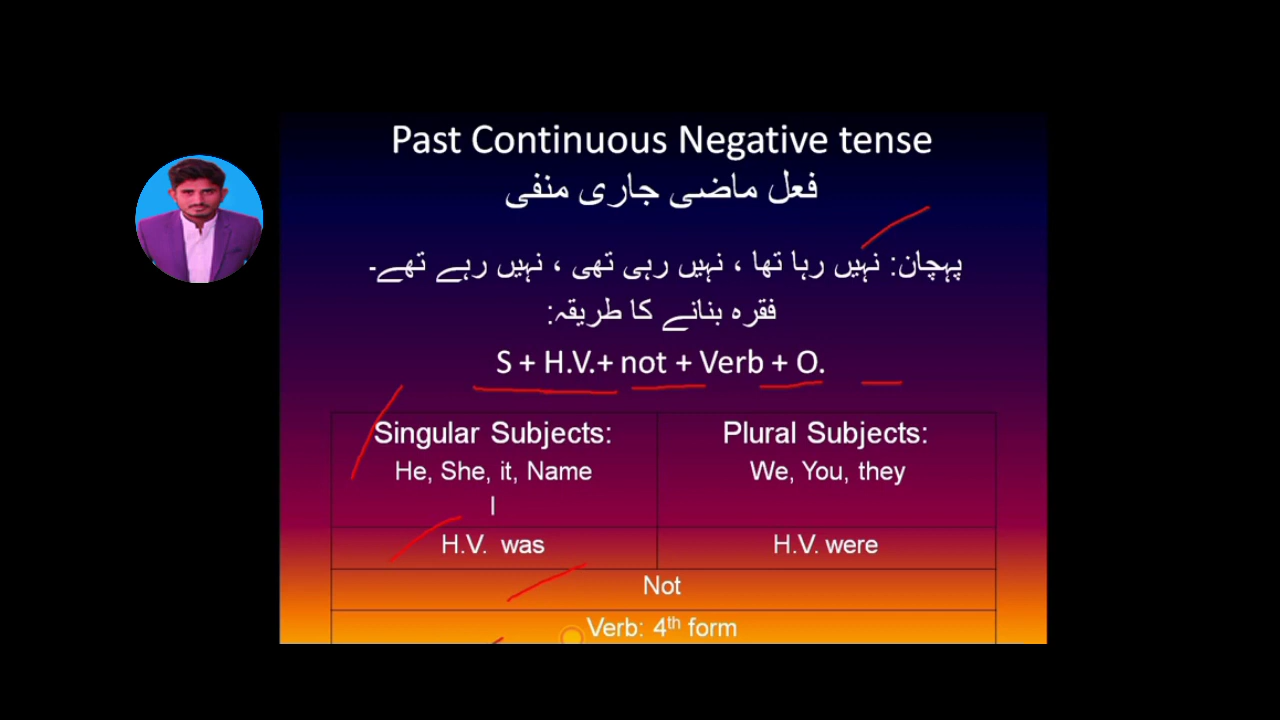 Past Continuous Negative tense
فعل ماضی جاری منفی
پہچان: نہیں رہا تھا ، نہیں رہی تھی ، نہیں رہے تھے۔
فقرہ بنانے کا طریقہ:
S + H.V.+ not + Verb + O.
Singular Subjects:
He, She, it, Name
I
Plural Subjects:
We, You, they
H.V. was
H.V. were
Not
Verb: 4th form